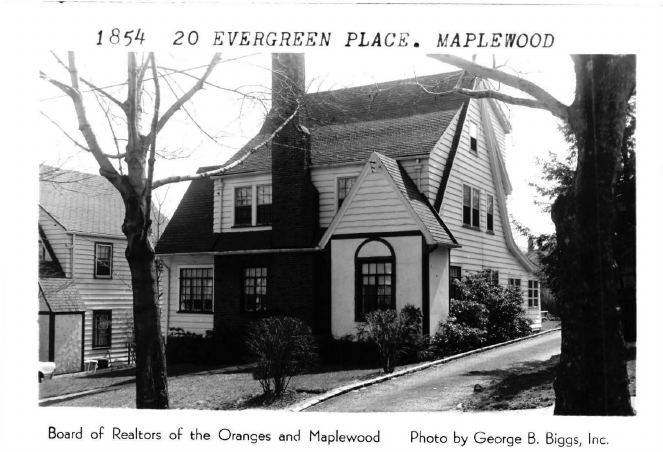 1854 20 EVERGREEN PLACE. MAPLEWOOD
Board of Realtors of the Oranges and Maplewood Photo by George B. Biggs, Inc.